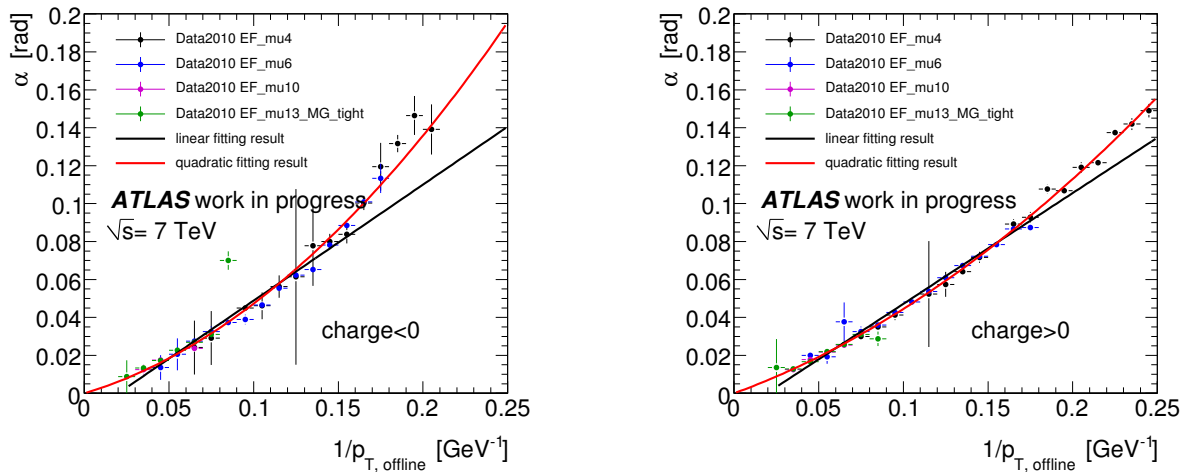 α [rad]
0.2
0.18
0.16
0.14
0.12
0.1
0.08
0.06
0.04
0.02
0
Data2010 EF_mu4
Data2010 EF_mu6
Data2010 EF_mu10
Data2010 EF_mu13_MG_tight
linear fitting result
quadratic fitting result
ATLAS work in progress
√s= 7 TeV
charge<0
0 0.05 0.1 0.15 0.2 0.25
1/p_T, offline [GeV⁻¹]
α [rad]
0.2
0.18
0.16
0.14
0.12
0.1
0.08
0.06
0.04
0.02
0
Data2010 EF_mu4
Data2010 EF_mu6
Data2010 EF_mu10
Data2010 EF_mu13_MG_tight
linear fitting result
quadratic fitting result
ATLAS work in progress
√s= 7 TeV
charge>0
0 0.05 0.1 0.15 0.2 0.25
1/p_T, offline [GeV⁻¹]